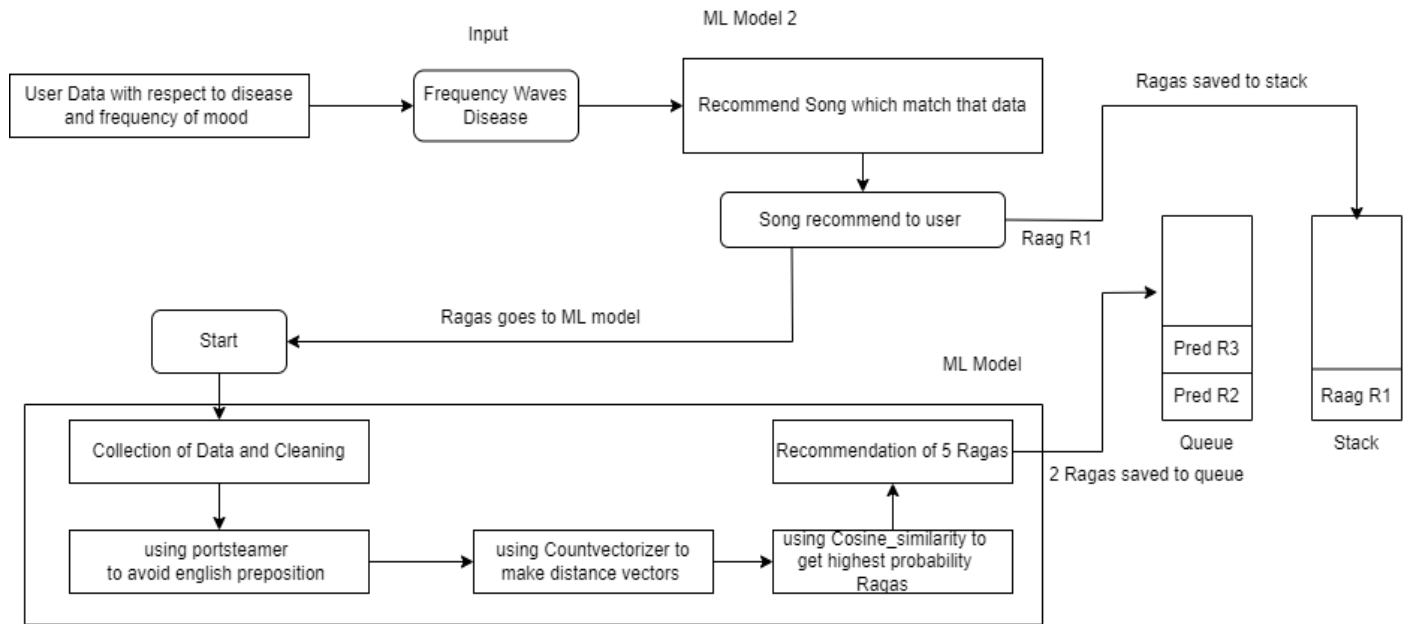 ML Model 2
Input
User Data with respect to disease
and frequency of mood
Frequency Waves
Disease
Recommend Song which match that data
Ragas saved to stack
Song recommend to user
Raag R1
Ragas goes to ML model
Start
ML Model
Pred R3
Pred R2
Queue
Raag R1
Stack
Collection of Data and Cleaning
Recommendation of 5 Ragas
2 Ragas saved to queue
using portsteamer
to avoid english preposition
using Countvectorizer to
make distance vectors
using Cosine_similarity to
get highest probability
Ragas